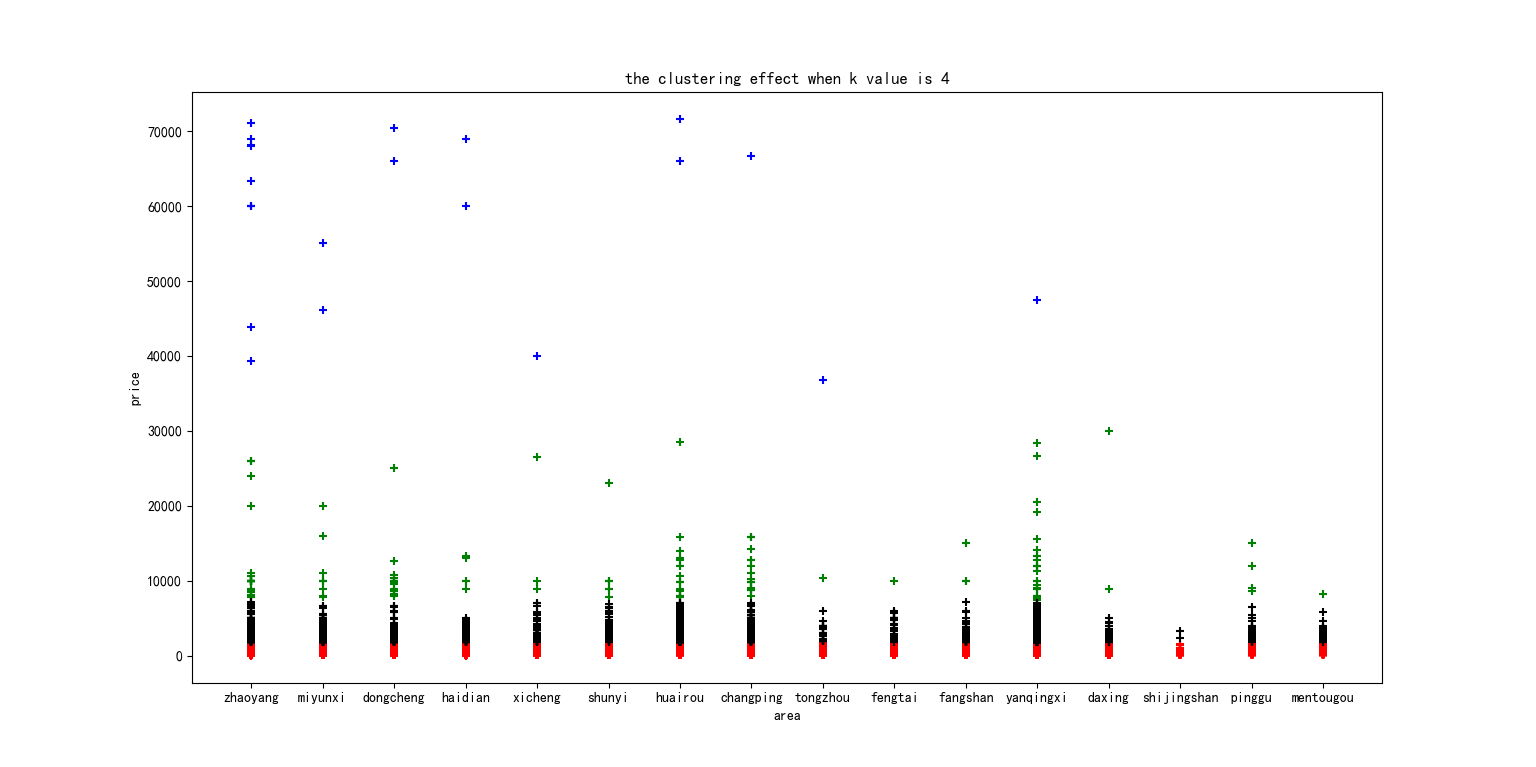 the clustering effect when k value is 4
70000
60000
50000
40000
30000
20000
10000
0
price
zhaoyang miyunxi dongcheng haidian xicheng shunyi huairou changping tongzhou fengtai fangshan yanqingxi daxing shijingshan pinggu mentougou
area